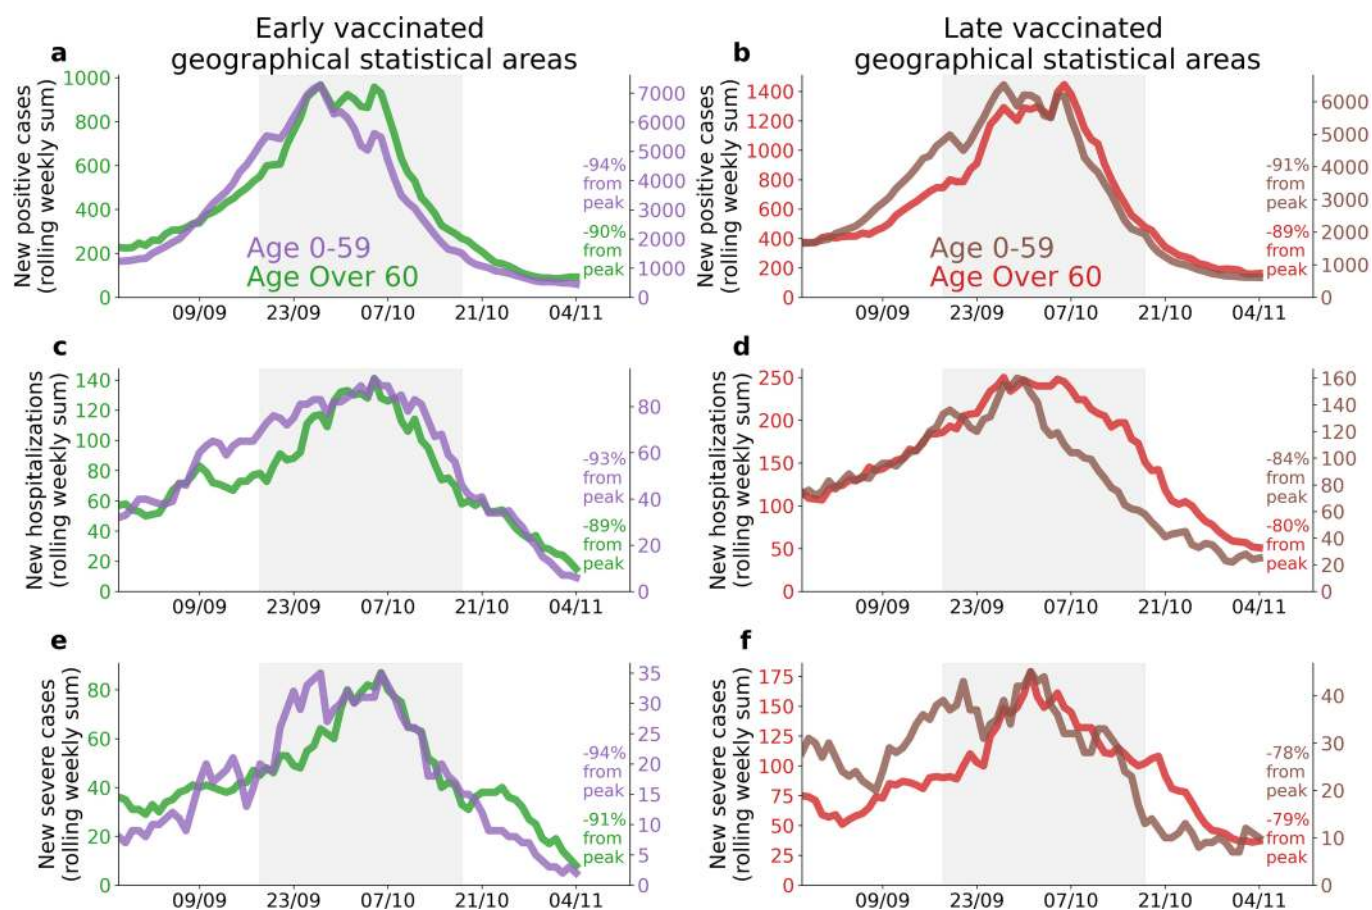 Early vaccinated
geographical statistical areas
Late vaccinated
geographical statistical areas
a
New positive cases
(rolling weekly sum)
1000
800
600
400
200
0
7000
6000
5000
4000
3000
2000
1000
0
-94%
from
peak
-90%
from
peak
Age 0-59
Age Over 60
09/09 23/09 07/10 21/10 04/11
b
New positive cases
(rolling weekly sum)
1400
1200
1000
800
600
400
200
0
6000
5000
4000
3000
2000
1000
0
-91%
from
peak
-89%
from
peak
Age 0-59
Age Over 60
09/09 23/09 07/10 21/10 04/11
c
New hospitalizations
(rolling weekly sum)
140
120
100
80
60
40
20
0
80
60
40
20
0
-93%
from
peak
-89%
from
peak
09/09 23/09 07/10 21/10 04/11
d
New hospitalizations
(rolling weekly sum)
250
200
150
100
50
0
160
140
120
100
80
60
40
20
0
-84%
from
peak
-80%
from
peak
09/09 23/09 07/10 21/10 04/11
e
New severe cases
(rolling weekly sum)
80
60
40
20
0
35
30
25
20
15
10
5
0
-94%
from
peak
-91%
from
peak
09/09 23/09 07/10 21/10 04/11
f
New severe cases
(rolling weekly sum)
175
150
125
100
75
50
25
0
40
30
20
10
0
-78%
from
peak
-79%
from
peak
09/09 23/09 07/10 21/10 04/11